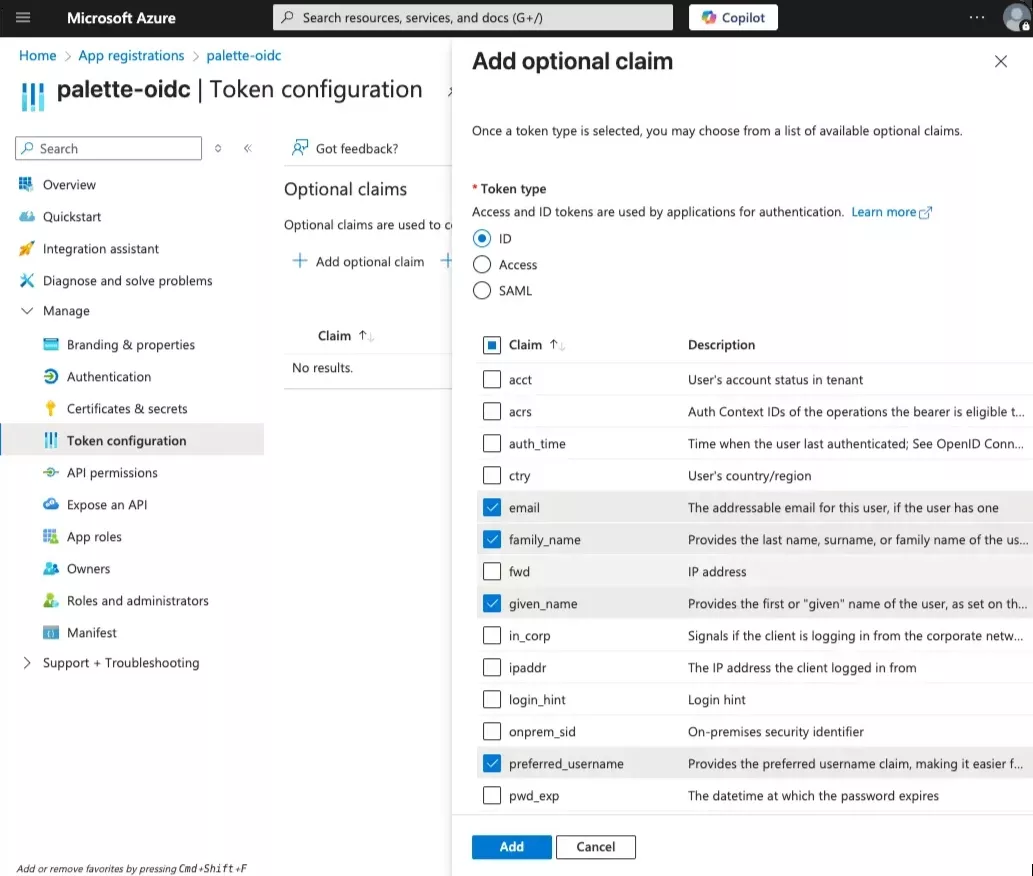 Microsoft Azure
Search resources, services, and docs (G+/)
Copilot
Home > App registrations > palette-oidc
palette-oidc | Token configuration
Search
Overview
Quickstart
Integration assistant
Diagnose and solve problems
Manage
Branding & properties
Authentication
Certificates & secrets
Token configuration
API permissions
Expose an API
App roles
Owners
Roles and administrators
Manifest
Support + Troubleshooting
Add or remove favorites by pressing Cmd+Shift+F
Got feedback?
Optional claims
Optional claims are used to
Add optional claim
Claim
No results.
Add optional claim
Once a token type is selected, you may choose from a list of available optional claims.
* Token type
Access and ID tokens are used by applications for authentication. Learn more
ID
Access
SAML
Claim Description
acct User's account status in tenant
acrs Auth Context IDs of the operations the bearer is eligible t...
auth_time Time when the user last authenticated; See OpenID Conn...
ctry User's country/region
email The addressable email for this user, if the user has one
family_name Provides the last name, surname, or family name of the us...
fwd IP address
given_name Provides the first or "given" name of the user, as set on th...
in_corp Signals if the client is logging in from the corporate netw...
ipaddr The IP address the client logged in from
login_hint Login hint
onprem_sid On-premises security identifier
preferred_username Provides the preferred username claim, making it easier f...
pwd_exp The datetime at which the password expires
Add Cancel